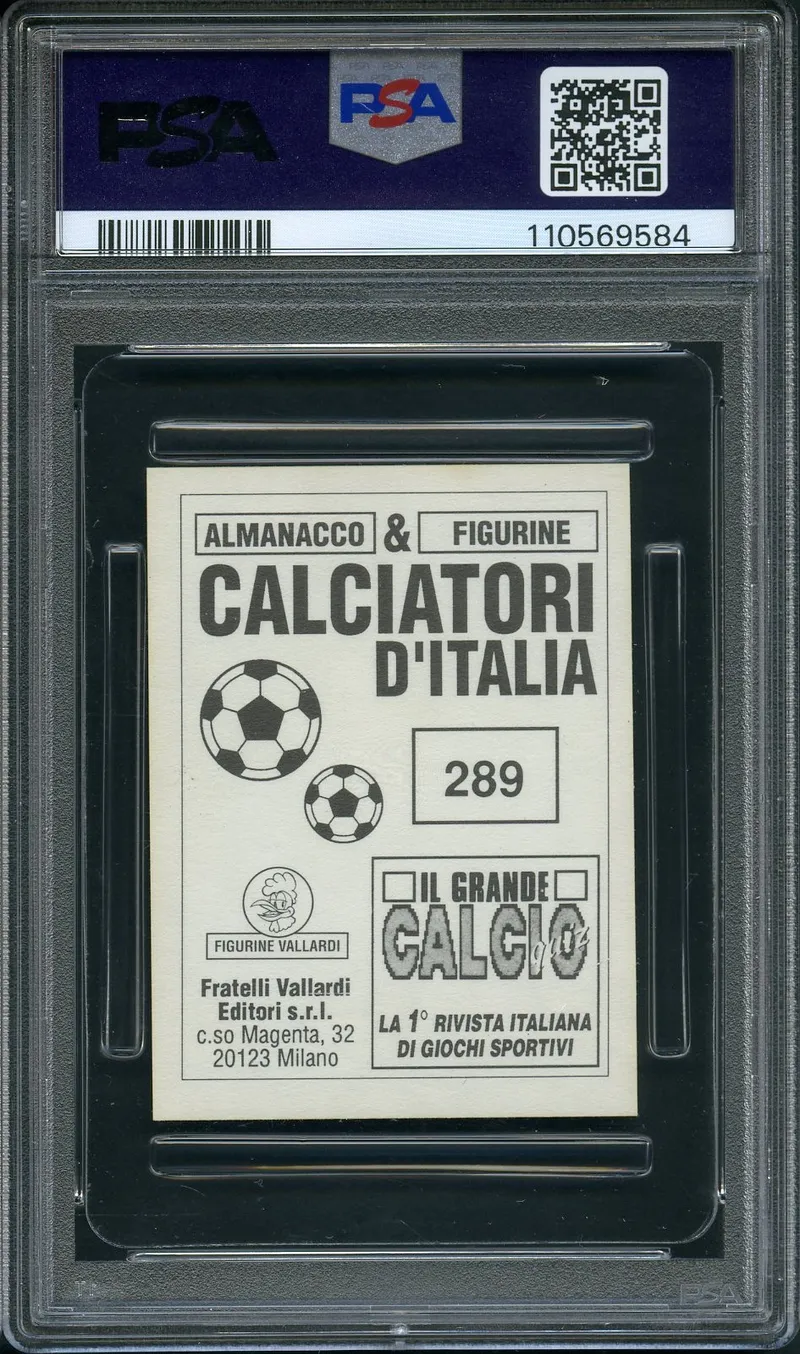 PSA
PSA
110569584
ALMANACCO & FIGURINE
CALCIATORI
D'ITALIA
289
FIGURINE VALLARDI
Fratelli Vallardi
Editori s.r.l.
c.so Magenta, 32
20123 Milano
IL GRANDE
CALCIO
quiz
LA 1° RIVISTA ITALIANA
DI GIOCHI SPORTIVI
PSA